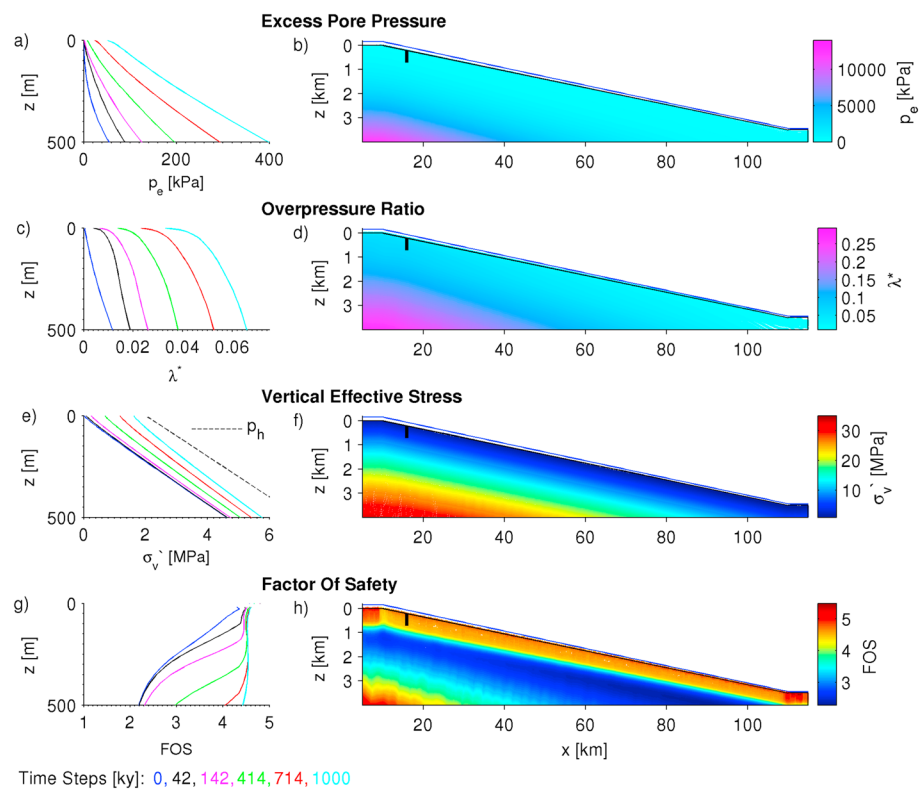 Excess Pore Pressure
a)
0
z [m]
500
0 200 400
p_e [kPa]
b)
0
1
2
3
z [km]
20 40 60 80 100
10000
5000
0
p_e [kPa]
Overpressure Ratio
c)
0
z [m]
500
0 0.02 0.04 0.06
λ*
d)
0
1
2
3
z [km]
20 40 60 80 100
0.25
0.2
0.15
0.1
0.05
λ*
Vertical Effective Stress
e)
0
z [m]
500
p_h
0 2 4 6
σ_v` [MPa]
f)
0
1
2
3
z [km]
20 40 60 80 100
30
20
10
σ_v` [MPa]
Factor Of Safety
g)
0
z [m]
500
1 2 3 4 5
FOS
h)
0
1
2
3
z [km]
20 40 60 80 100
x [km]
5
4
3
FOS
Time Steps [ky]: 0, 42, 142, 414, 714, 1000